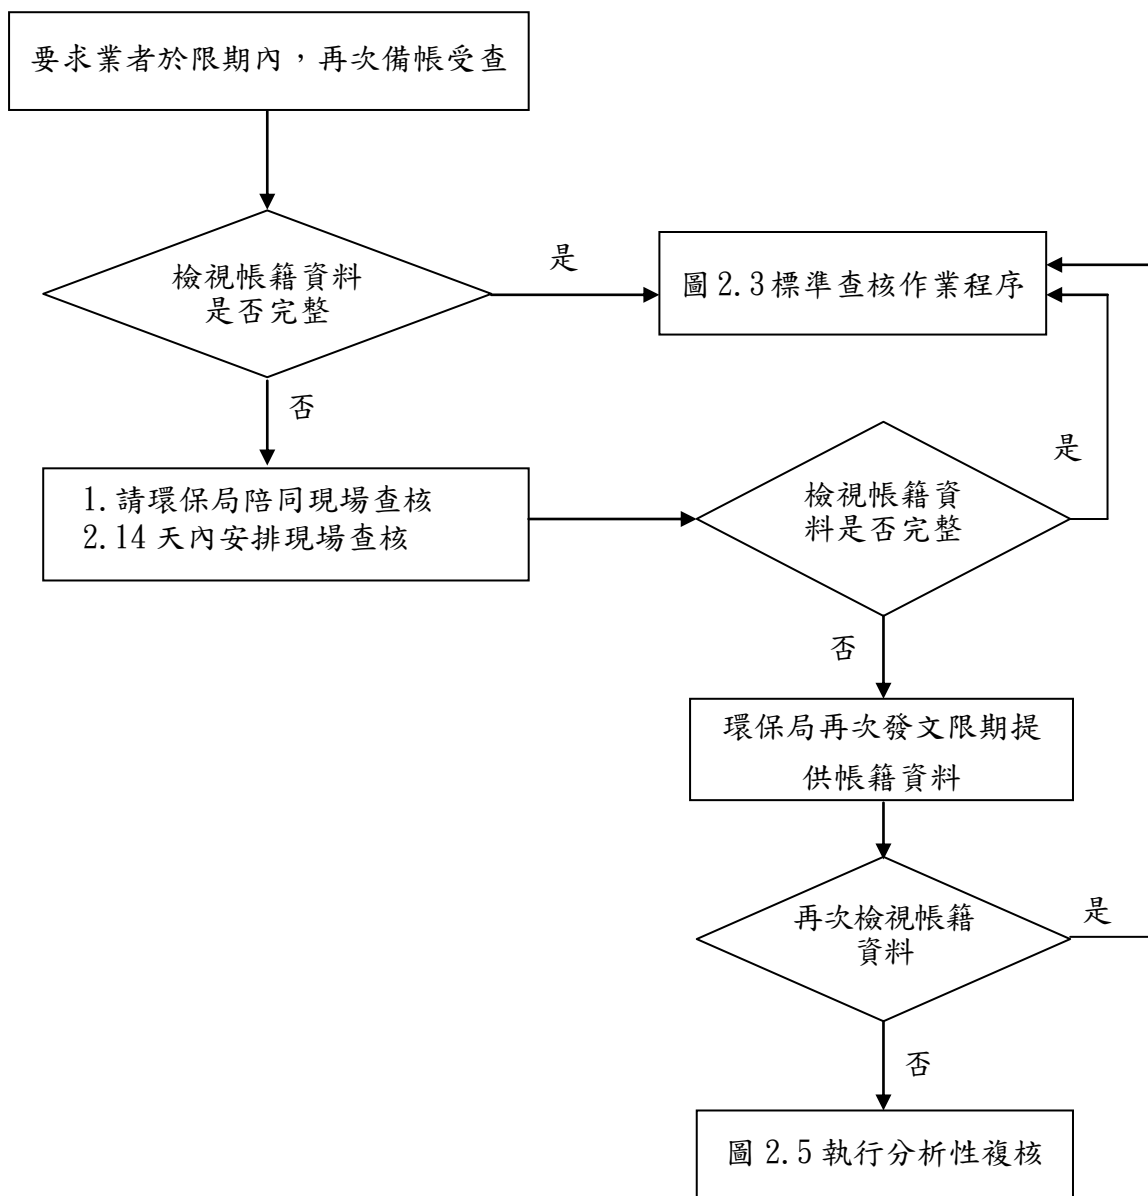 要求業者於限期內，再次備帳受查
檢視帳籍資料
是否完整
是
圖 2.3 標準查核作業程序
否
1. 請環保局陪同現場查核
2. 14 天內安排現場查核
檢視帳籍資
料是否完整
是
否
環保局再次發文限期提
供帳籍資料
再次檢視帳籍
資料
是
否
圖 2.5 執行分析性複核